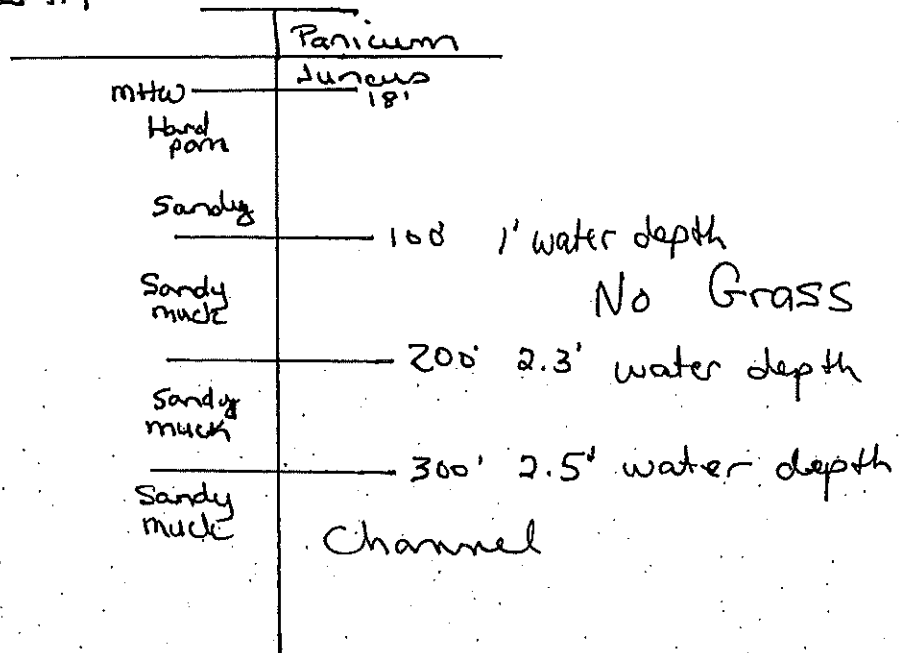 Panicum
Juncus
MHW 18'
Hard
pan
Sandy
100' 1' water depth
Sandy
muck
No Grass
200' 2.3' water depth
Sandy
muck
300' 2.5' water depth
Sandy
muck
Channel